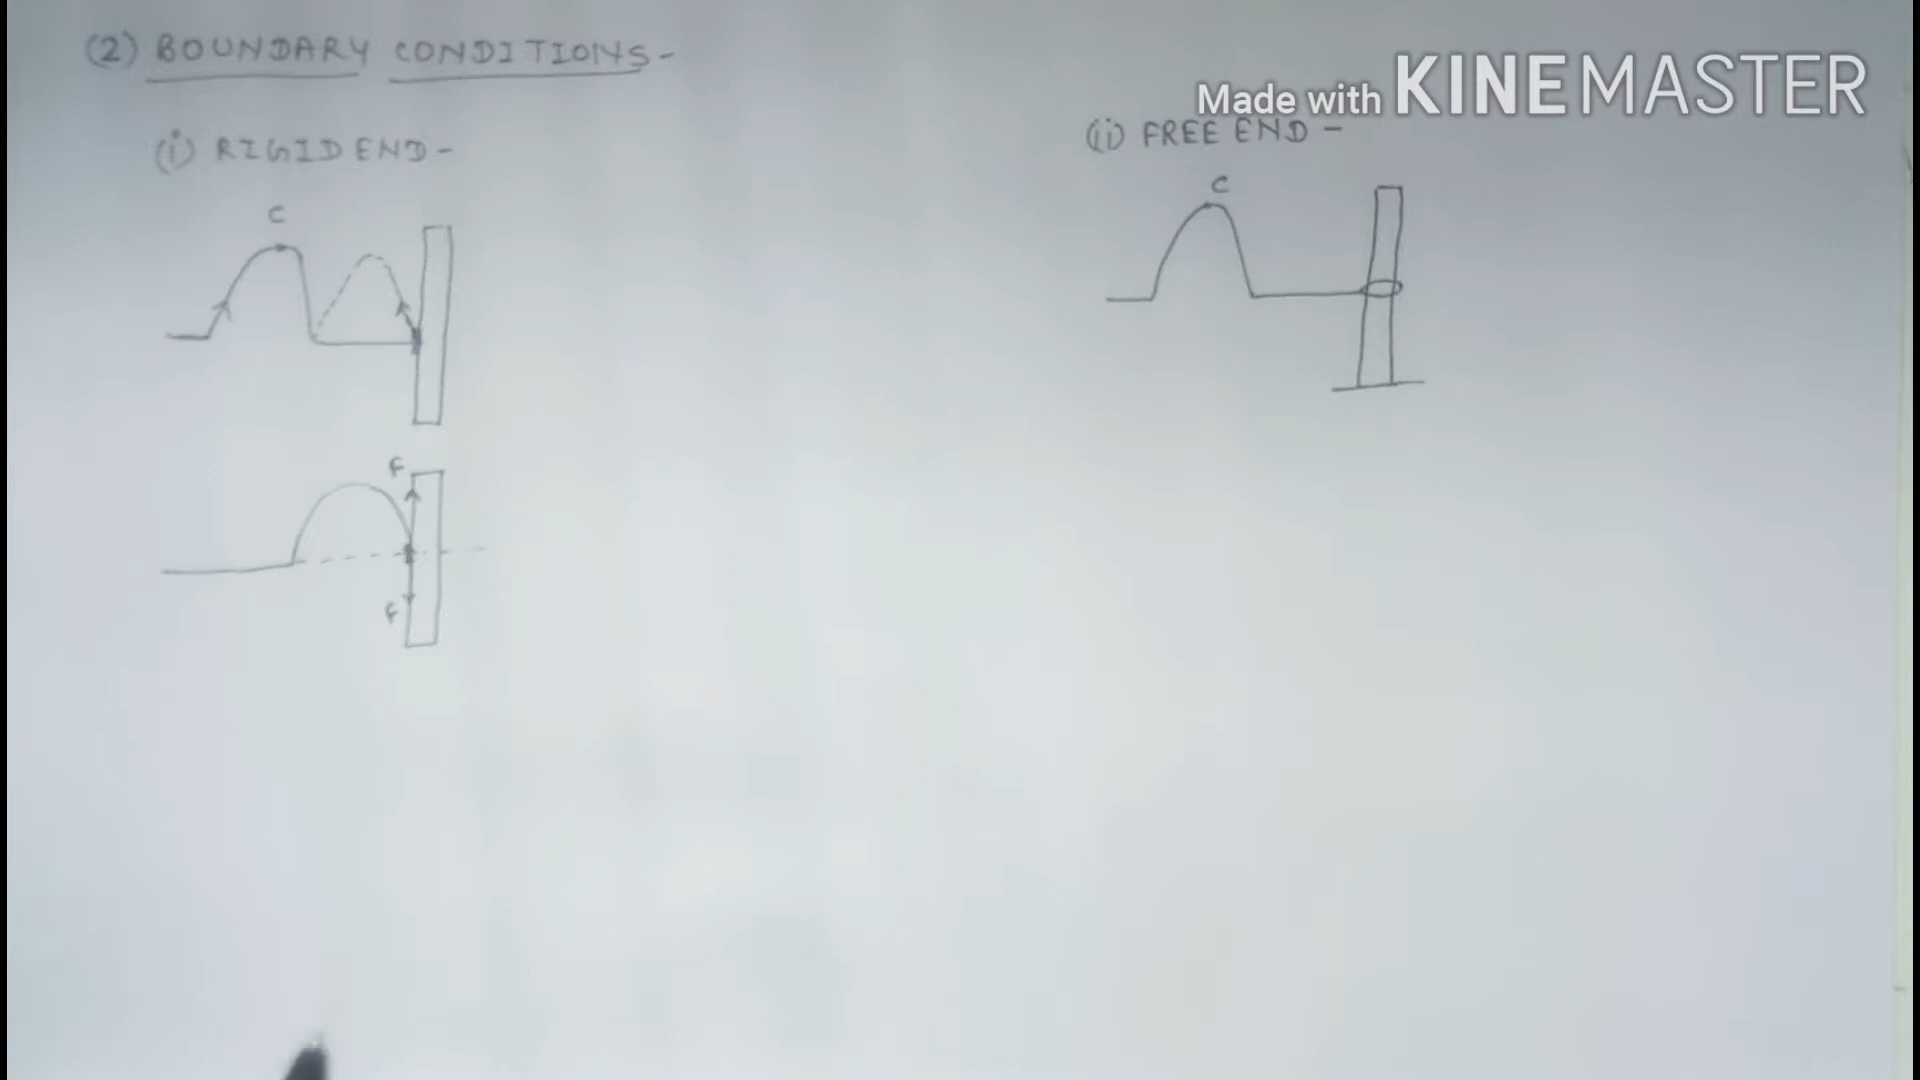 (2) BOUNDARY CONDITIONS-
Made with KINEMASTER
(i) RIGID END-
(ii) FREE END-
C
C
F
F